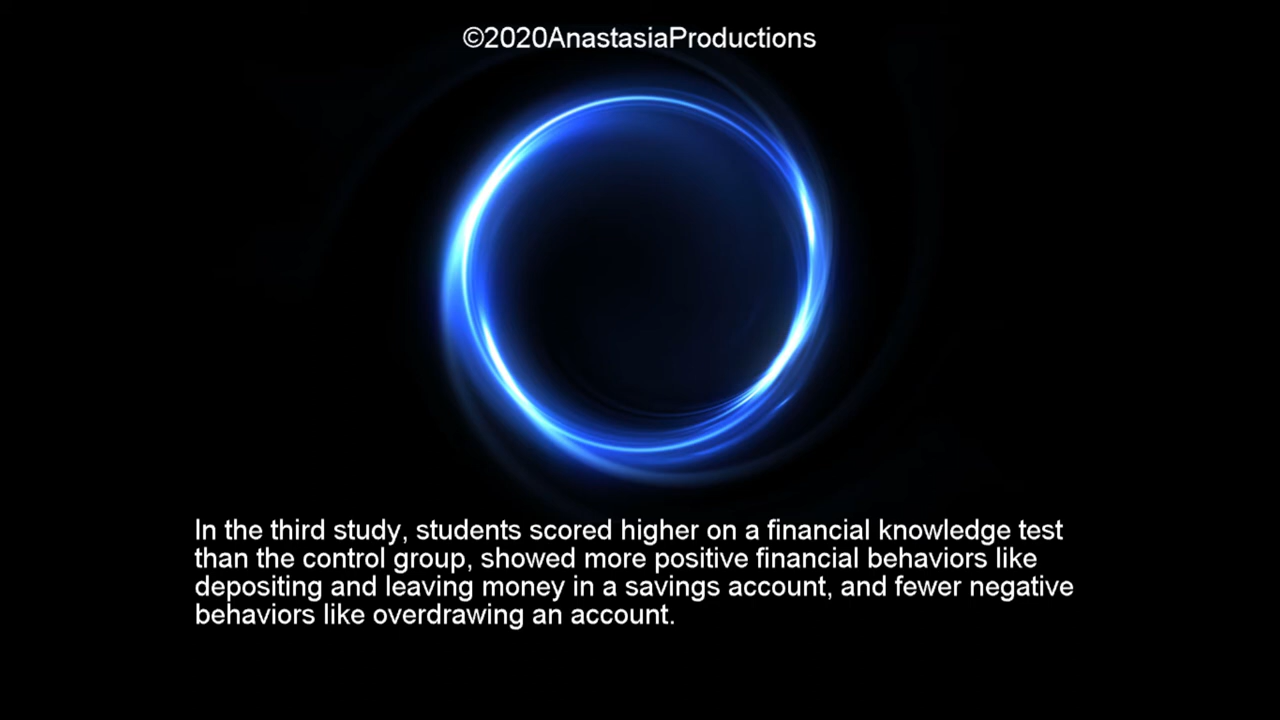 ©2020AnastasiaProductions
In the third study, students scored higher on a financial knowledge test
than the control group, showed more positive financial behaviors like
depositing and leaving money in a savings account, and fewer negative
behaviors like overdrawing an account.